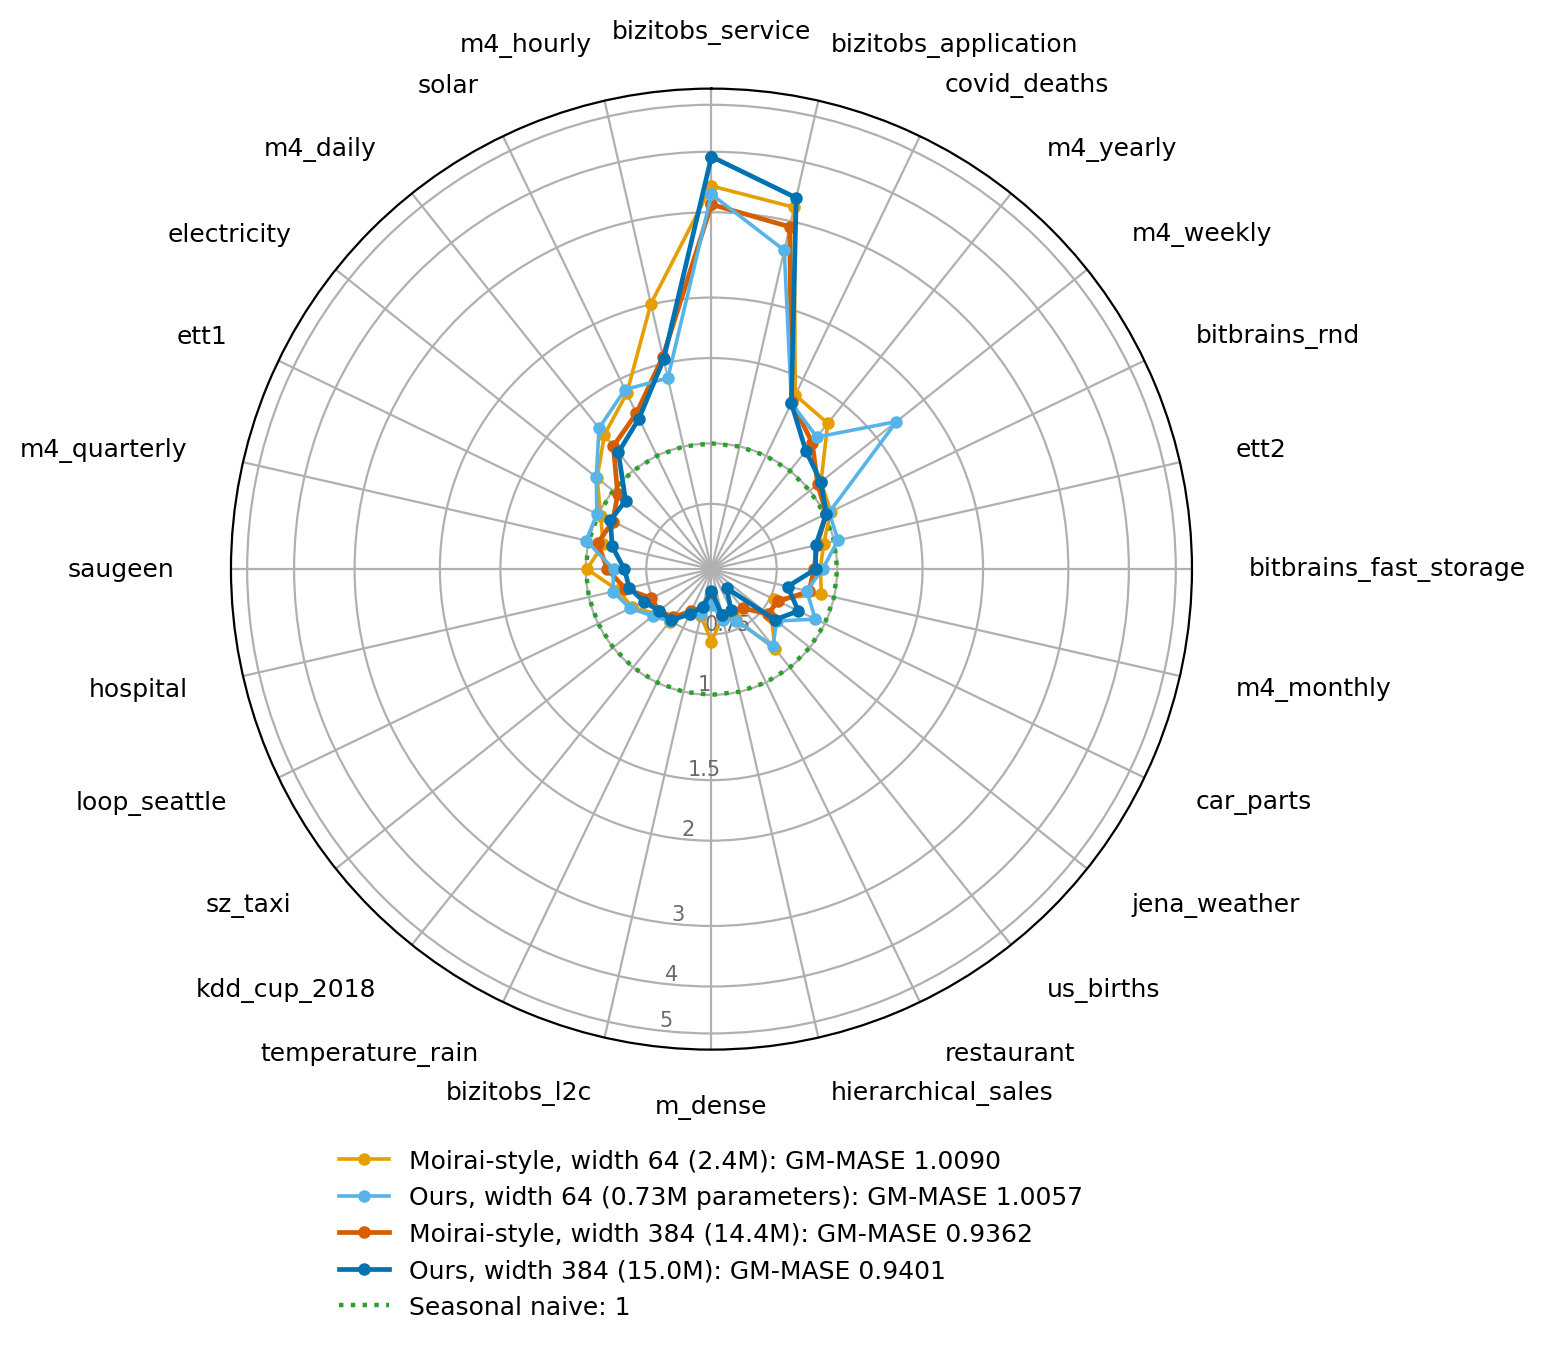 bizitobs_service
m4_hourly
bizitobs_application
solar
covid_deaths
m4_daily
m4_yearly
electricity
m4_weekly
ett1
bitbrains_rnd
m4_quarterly
ett2
saugeen
bitbrains_fast_storage
0.75
hospital
1
m4_monthly
1.5
loop_seattle
car_parts
2
sz_taxi
3
jena_weather
4
kdd_cup_2018
us_births
5
temperature_rain
restaurant
bizitobs_l2c
hierarchical_sales
m_dense
Moirai-style, width 64 (2.4M): GM-MASE 1.0090
Ours, width 64 (0.73M parameters): GM-MASE 1.0057
Moirai-style, width 384 (14.4M): GM-MASE 0.9362
Ours, width 384 (15.0M): GM-MASE 0.9401
Seasonal naive: 1